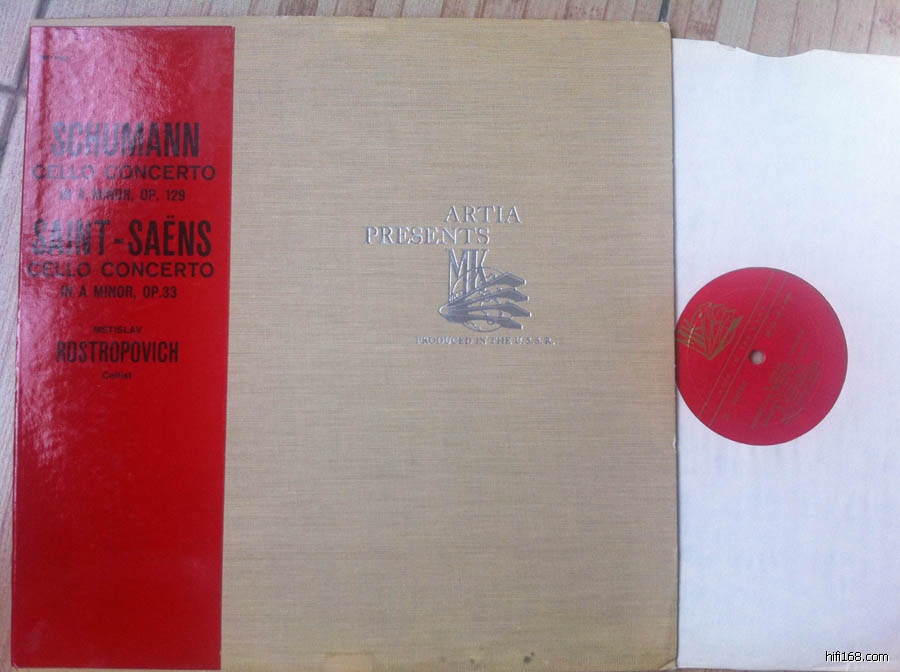 SCHUMANN
CELLO CONCERTO
IN A MINOR, OP. 129
SAINT-SAËNS
CELLO CONCERTO
IN A MINOR, OP.33
MSTISLAV
ROSTROPOVICH
Cellist
ARTIA
PRESENTS
MK
PRODUCED IN THE U.S.S.R.
hifi168.com